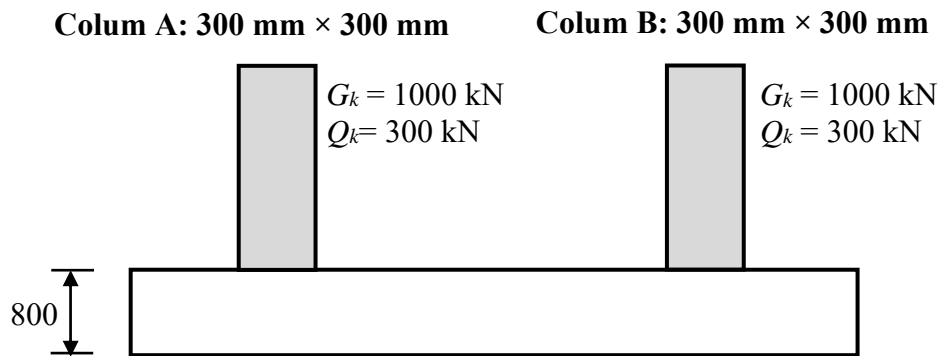 Colum A: 300 mm × 300 mm
Colum B: 300 mm × 300 mm
Gk = 1000 kN
Qk= 300 kN
Gk = 1000 kN
Qk = 300 kN
800